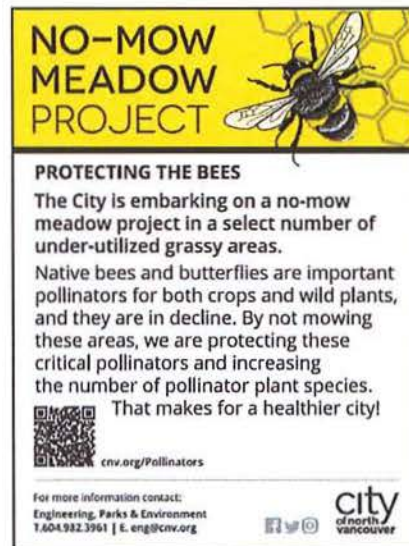 NO-MOW
MEADOW
PROJECT
PROTECTING THE BEES
The City is embarking on a no-mow
meadow project in a select number of
under-utilized grassy areas.
Native bees and butterflies are important
pollinators for both crops and wild plants,
and they are in decline. By not mowing
these areas, we are protecting these
critical pollinators and increasing
the number of pollinator plant species.
That makes for a healthier city!
cnv.org/Pollinators
For more information contact:
Engineering, Parks & Environment
T.604.982.3961 | E. eng@cnv.org
city
of north
vancouver